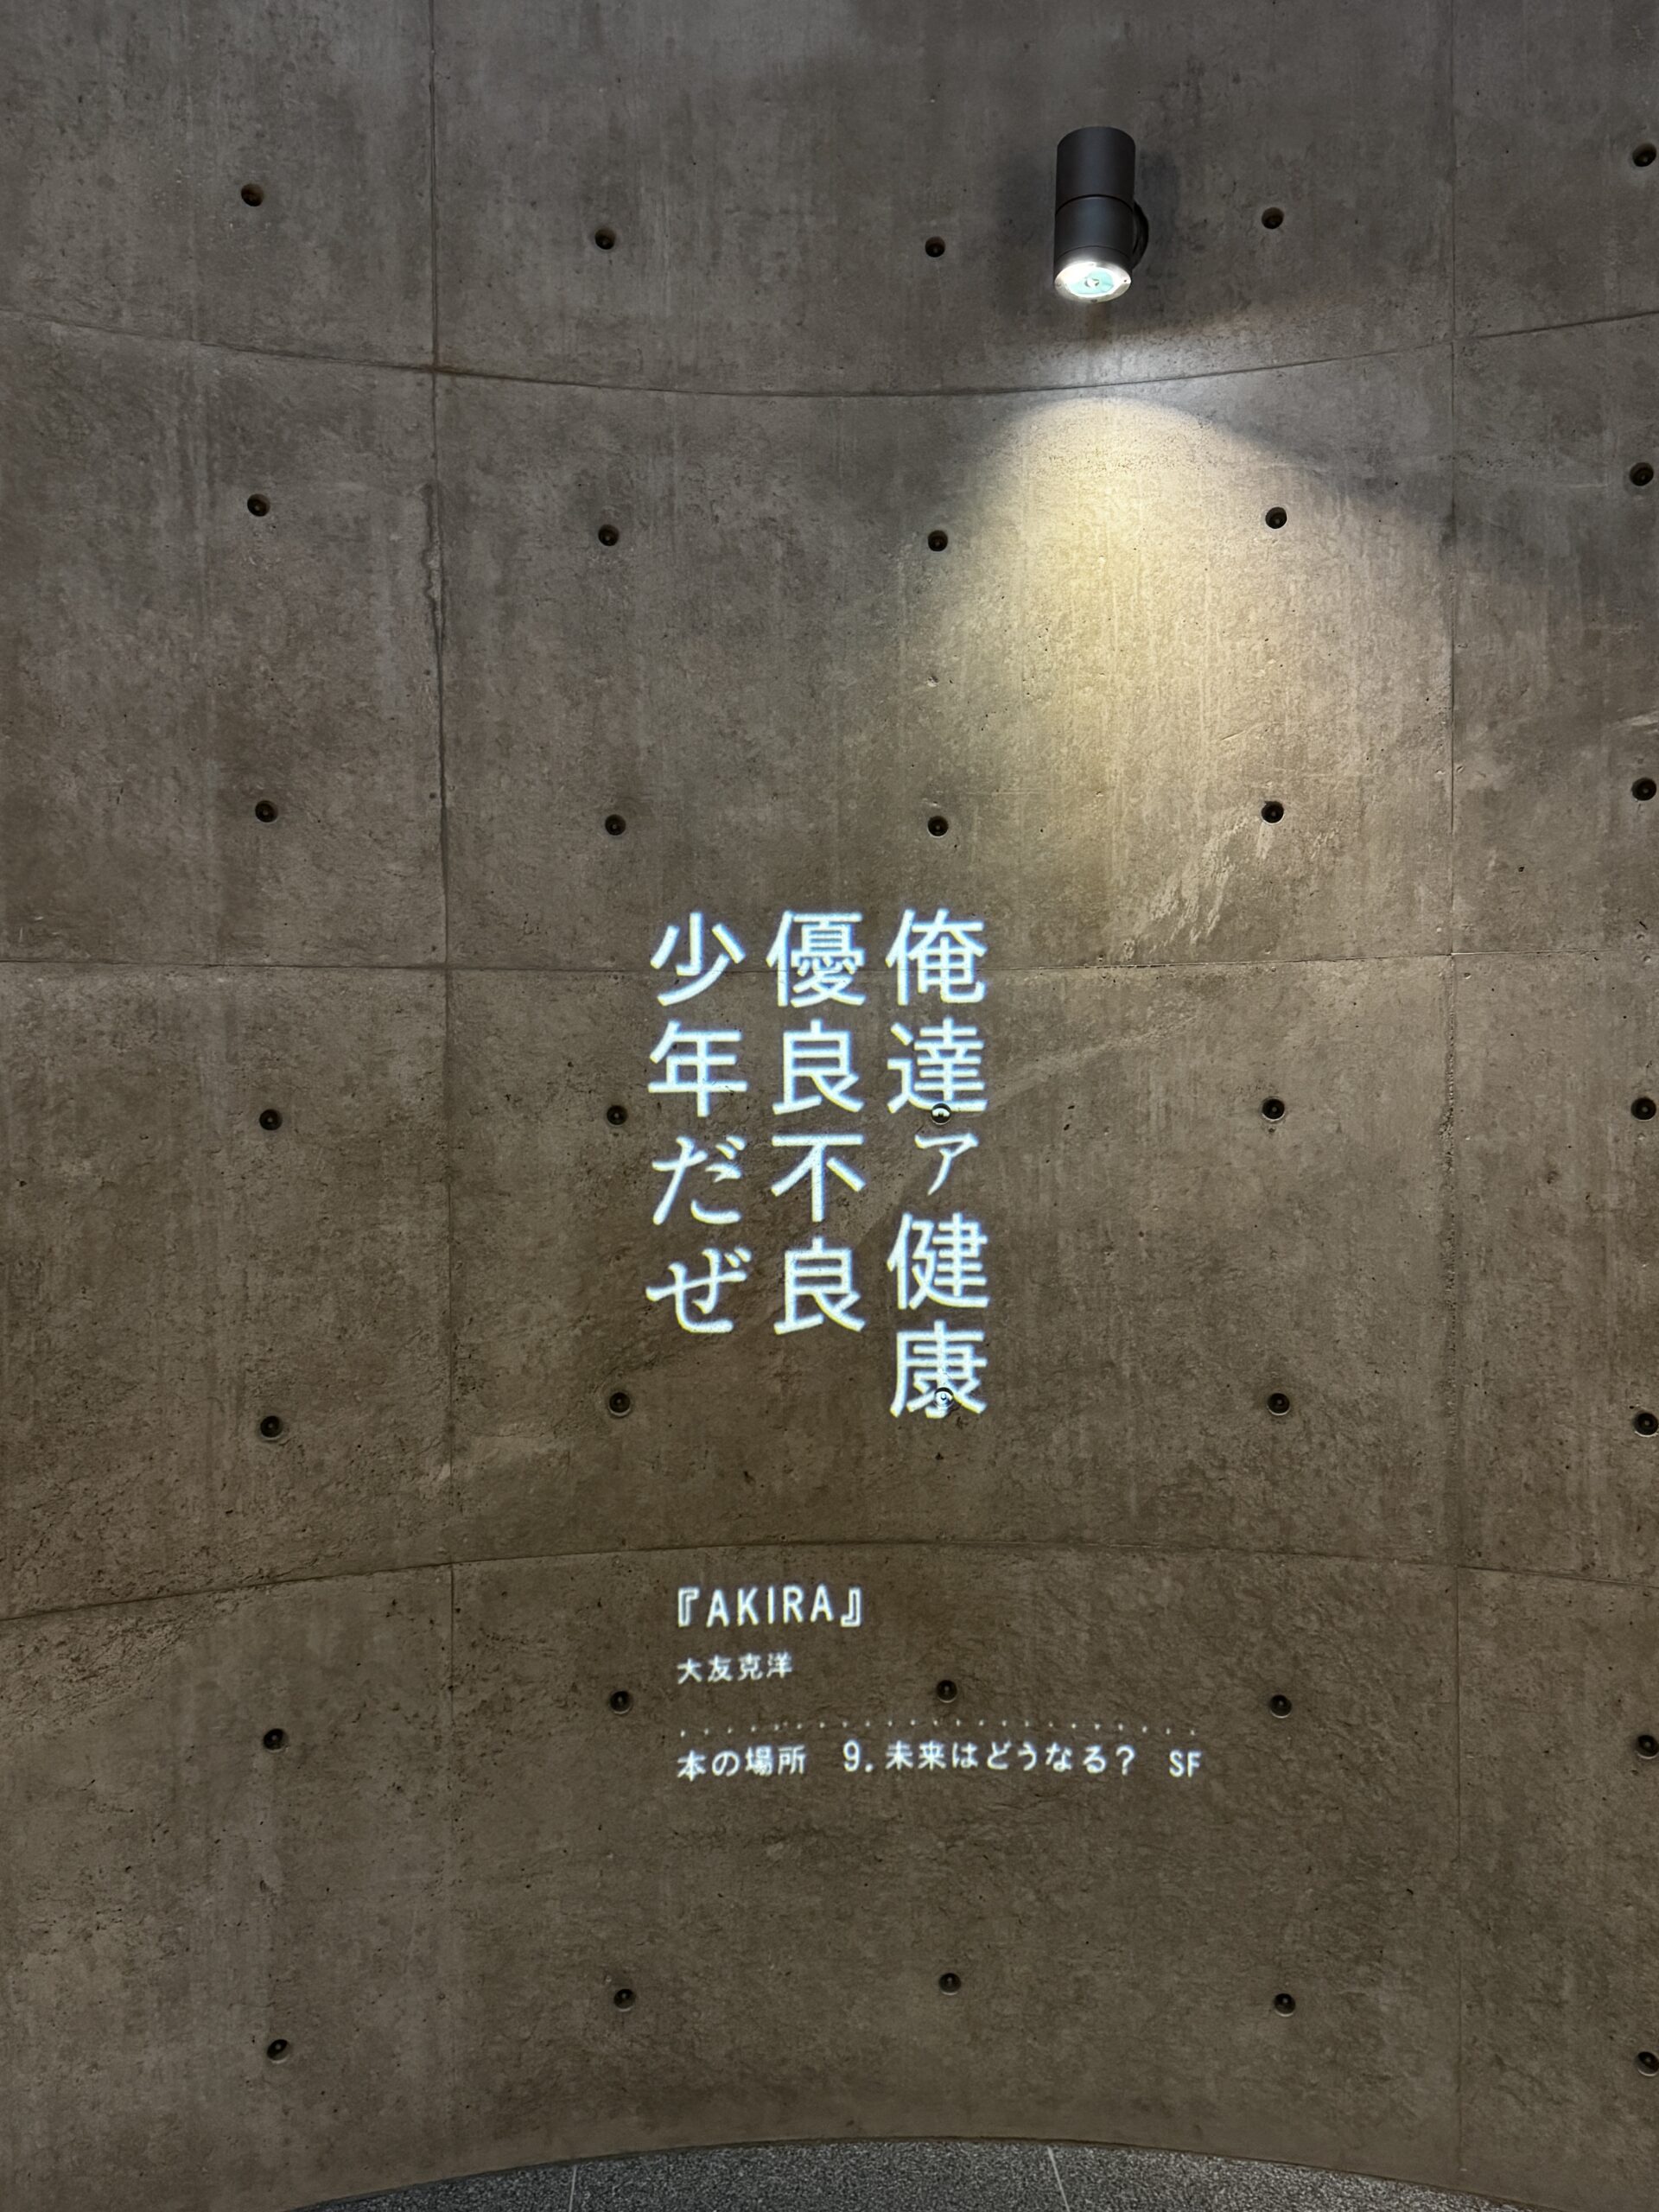 俺達ァ健康
優良不良
少年だぜ
『AKIRA』
大友克洋
本の場所　9. 未来はどうなる？　SF